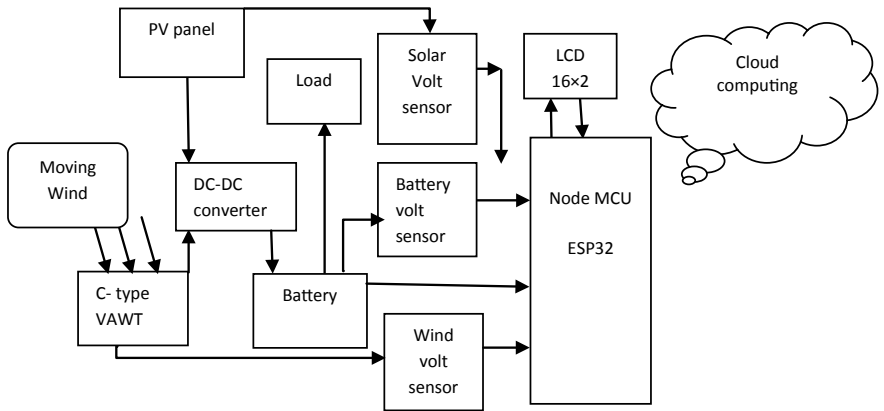 PV panel
Solar
Volt
sensor
LCD
16×2
Cloud
computing
Load
Moving
Wind
DC-DC
converter
Battery
volt
sensor
Node MCU
ESP32
C- type
VAWT
Battery
Wind
volt
sensor